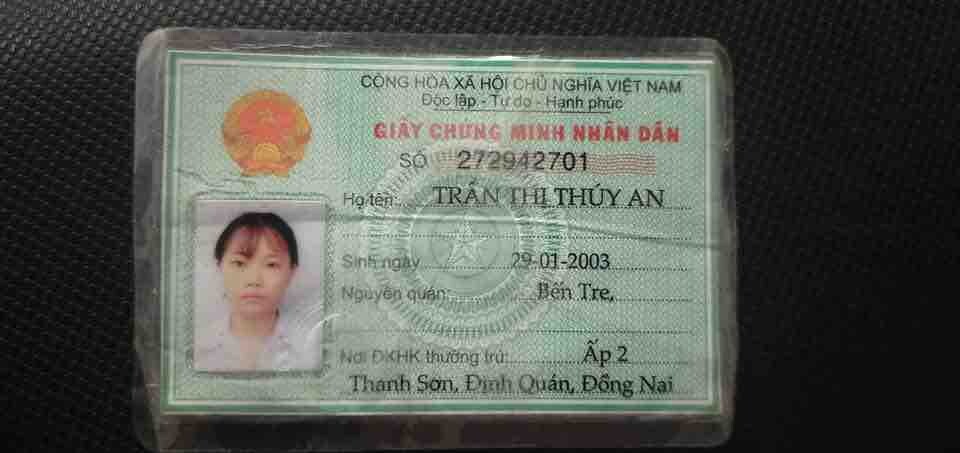 CỘNG HÒA XÃ HỘI CHỦ NGHĨA VIỆT NAM
Độc lập - Tự do - Hạnh phúc
GIẤY CHỨNG MINH NHÂN DÂN
SỐ 272942701
Họ tên: TRẦN THỊ THÚY AN
Sinh ngày 29-01-2003
Nguyên quán: Bến Tre,
Nơi ĐKHK thường trú: Ấp 2
Thanh Sơn, Định Quán, Đồng Nai